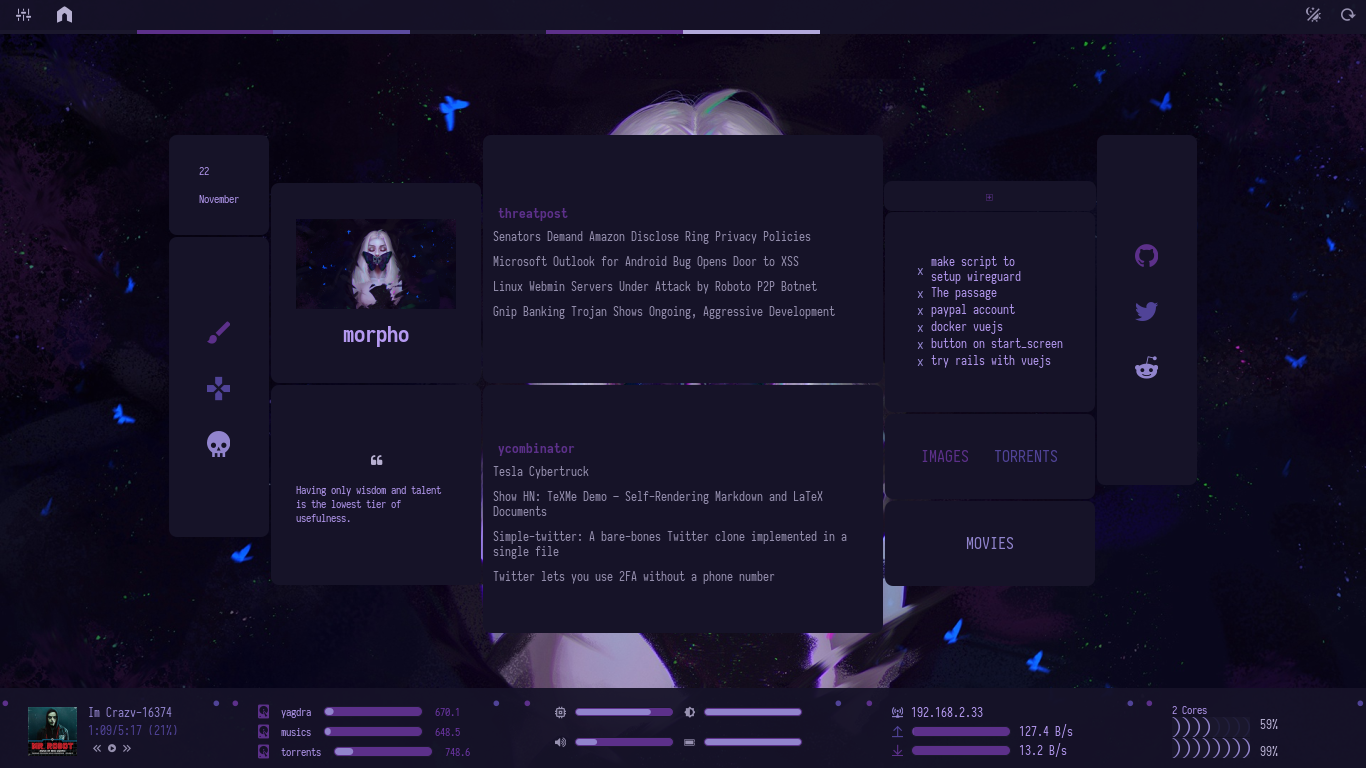 22
November
morpho
Having only wisdom and talent
is the lowest tier of
usefulness.
threatpost
Senators Demand Amazon Disclose Ring Privacy Policies
Microsoft Outlook for Android Bug Opens Door to XSS
Linux Webmin Servers Under Attack by Roboto P2P Botnet
Gnip Banking Trojan Shows Ongoing, Aggressive Development
ycombinator
Tesla Cybertruck
Show HN: TeXMe Demo – Self-Rendering Markdown and LaTeX
Documents
Simple-twitter: A bare-bones Twitter clone implemented in a
single file
Twitter lets you use 2FA without a phone number
x make script to
setup wireguard
x The passage
x paypal account
x docker vuejs
x button on start_screen
x try rails with vuejs
IMAGES TORRENTS
MOVIES
MR. ROBOT
Im Crazy-16374
1:09/5:17 (21%)
yagdra 670.1
musics 648.5
torrents 748.6
192.168.2.33
127.4 B/s
13.2 B/s
2 Cores
59%
99%